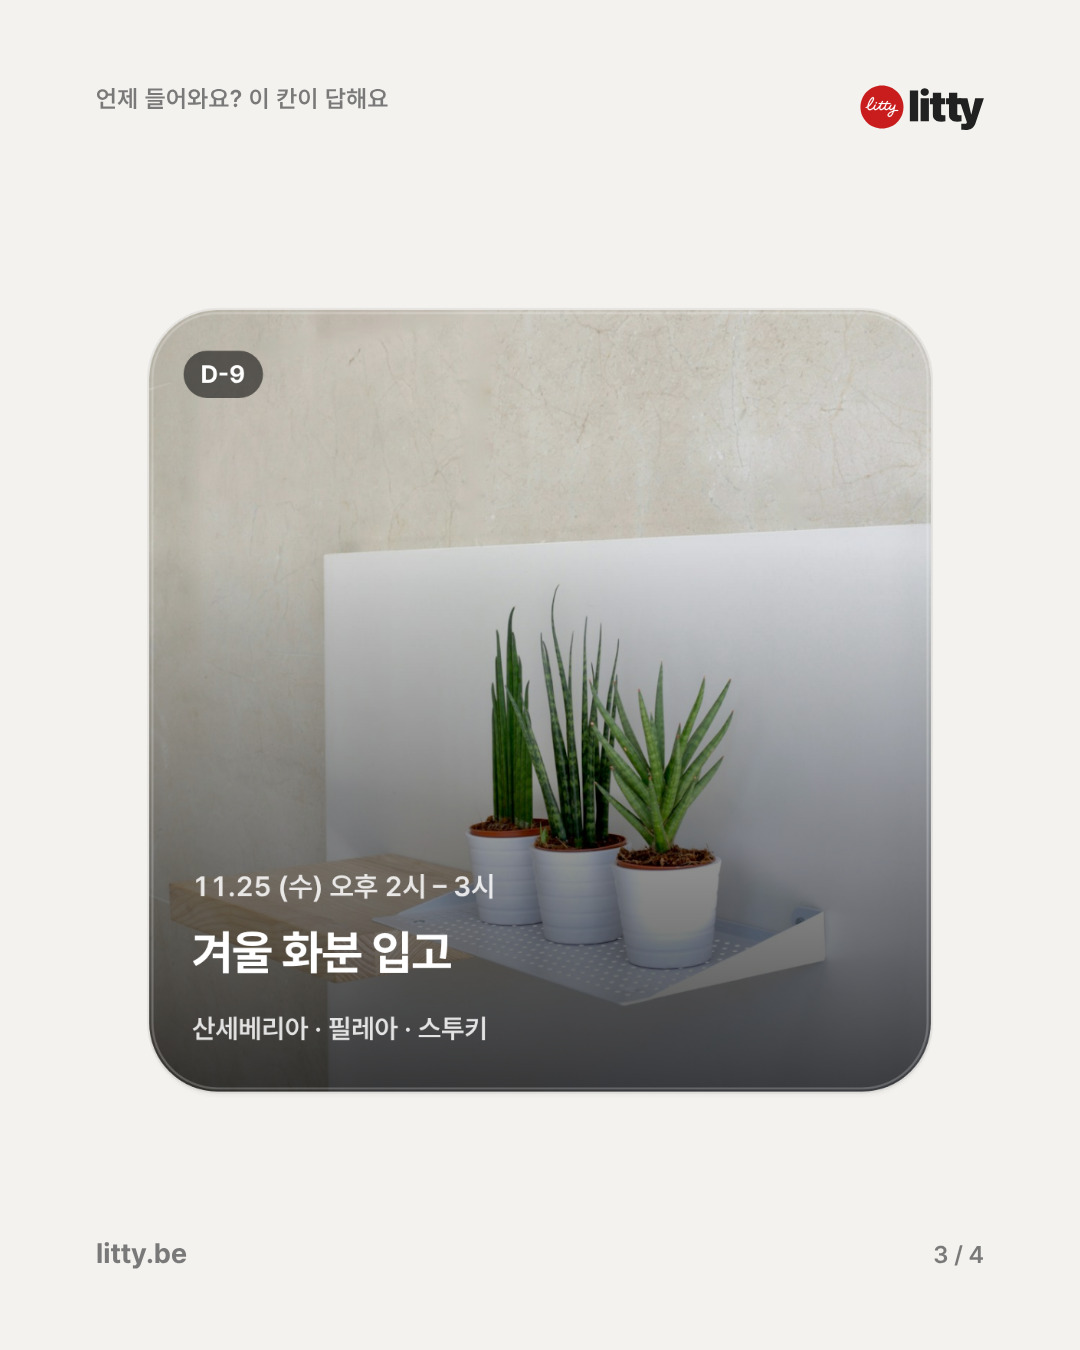 언제 들어와요? 이 칸이 답해요
litty litty
D-9
11.25 (수) 오후 2시 – 3시
겨울 화분 입고
산세베리아 · 필레아 · 스투키
litty.be
3 / 4